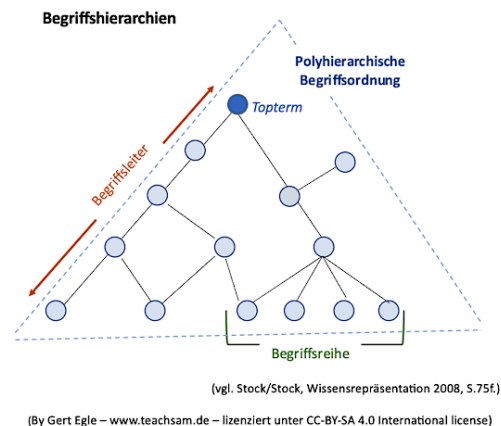 Begriffshierarchien
Polyhierarchische
Begriffsordnung
Topterm
Begriffsleiter
Begriffsreihe
(vgl. Stock/Stock, Wissensrepräsentation 2008, S.75f.)
(By Gert Egle – www.teachsam.de – lizenziert unter CC-BY-SA 4.0 International license)